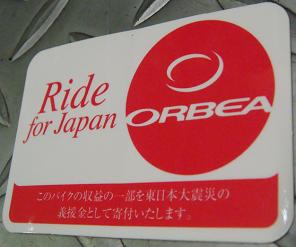 Ride
for Japan
ORBEA
このバイクの収益の一部を東日本大震災の
義援金として寄付いたします。